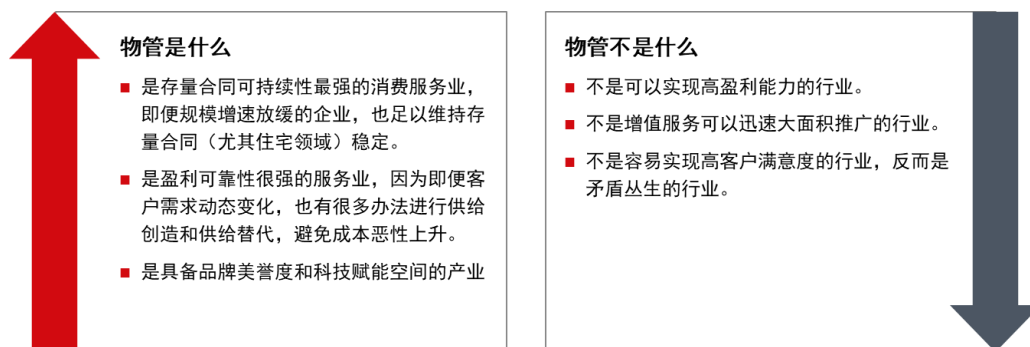 物管是什么
是存量合同可持续性最强的消费服务业，
即便规模增速放缓的企业，也足以维持存
量合同（尤其住宅领域）稳定。
是盈利可靠性很强的服务业，因为即便客
户需求动态变化，也有很多办法进行供给
创造和供给替代，避免成本恶性上升。
是具备品牌美誉度和科技赋能空间的产业
物管不是什么
不是可以实现高盈利能力的行业。
不是增值服务可以迅速大面积推广的行业。
不是容易实现高客户满意度的行业，反而是
矛盾丛生的行业。